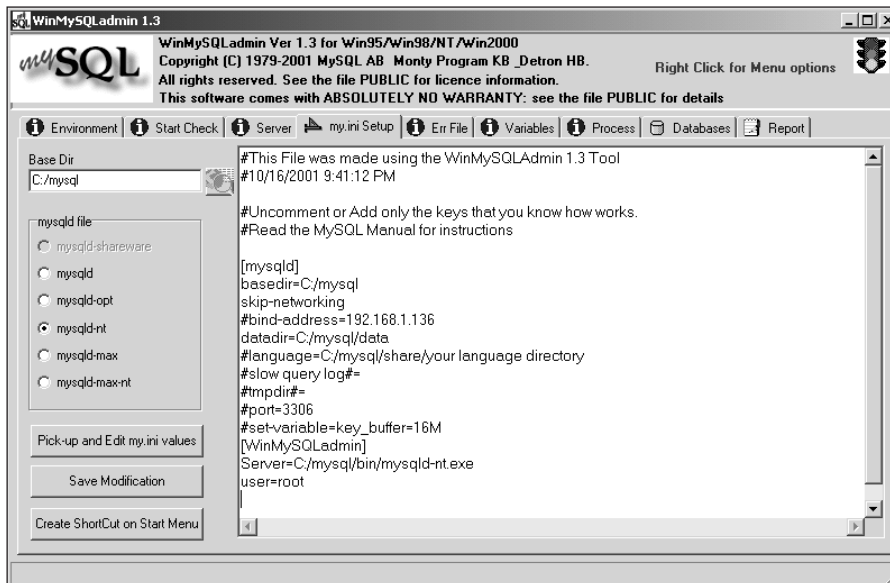 WinMySQLadmin 1.3
mySQL
WinMySQLadmin Ver 1.3 for Win95/Win98/NT/Win2000
Copyright (C) 1979-2001 MySQL AB  Monty Program KB _Detron HB.
All rights reserved. See the file PUBLIC for licence information.
This software comes with ABSOLUTELY NO WARRANTY: see the file PUBLIC for details
Right Click for Menu options
Environment Start Check Server my.ini Setup Err File Variables Process Databases Report
Base Dir
C:/mysql
mysqld file
mysqld-shareware
mysqld
mysqld-opt
mysqld-nt
mysqld-max
mysqld-max-nt
Pick-up and Edit my.ini values
Save Modification
Create ShortCut on Start Menu
#This File was made using the WinMySQLAdmin 1.3 Tool
#10/16/2001 9:41:12 PM
#Uncomment or Add only the keys that you know how works.
#Read the MySQL Manual for instructions
[mysqld]
basedir=C:/mysql
skip-networking
#bind-address=192.168.1.136
datadir=C:/mysql/data
#language=C:/mysql/share/your language directory
#slow query log#=
#tmpdir#=
#port=3306
#set-variable=key_buffer=16M
[WinMySQLadmin]
Server=C:/mysql/bin/mysqld-nt.exe
user=root